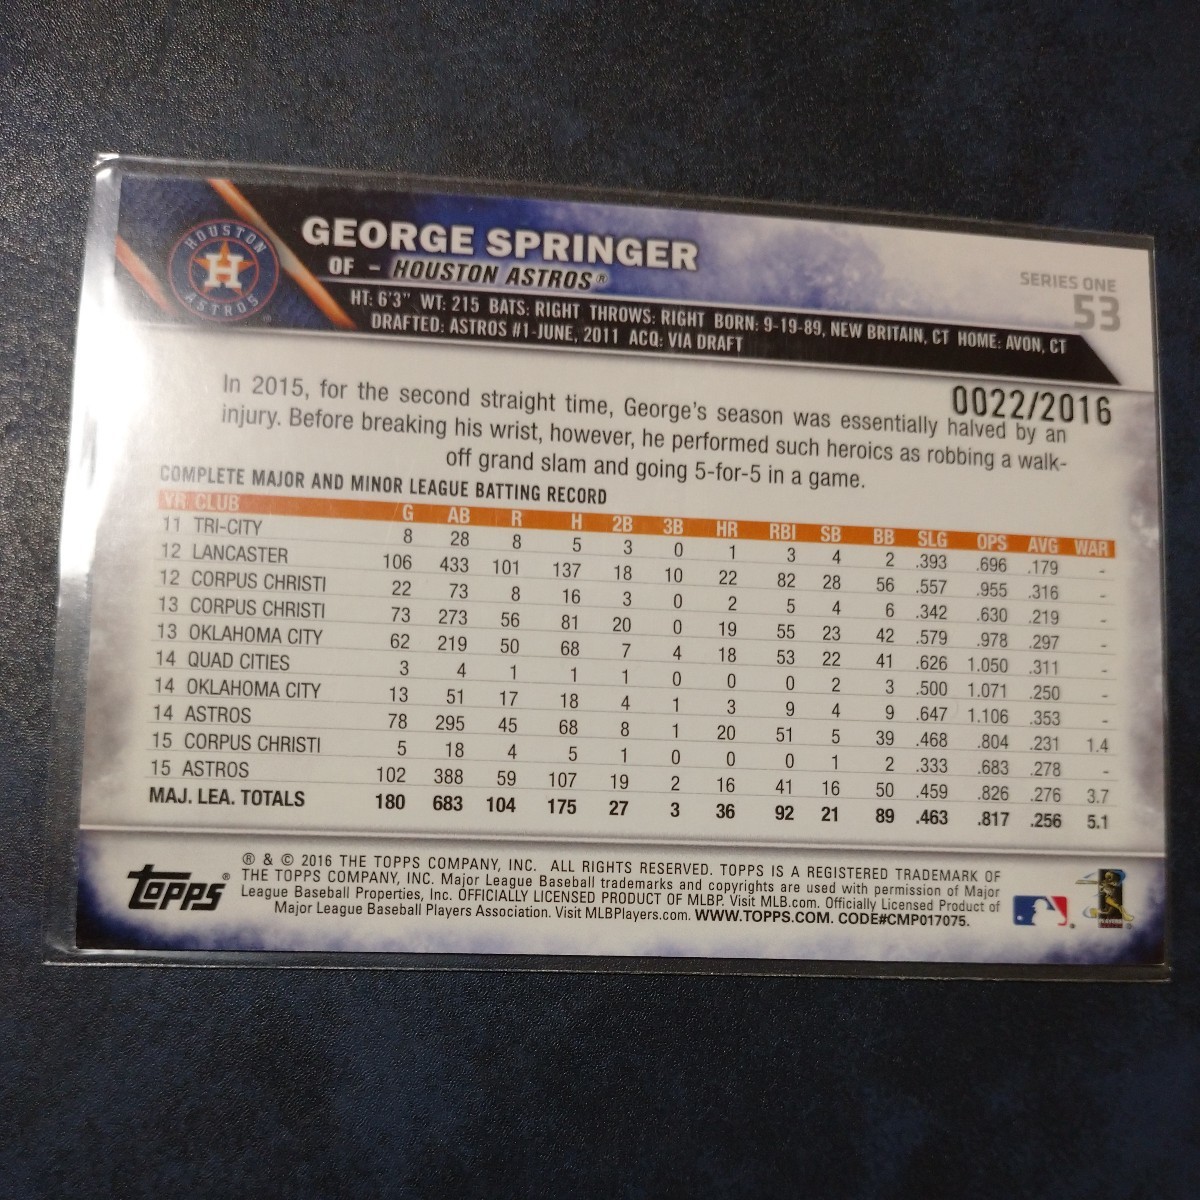 HOUSTON
H
ASTROS
GEORGE SPRINGER
OF - HOUSTON ASTROS®
SERIES ONE
53
HT: 6'3" WT: 215 BATS: RIGHT THROWS: RIGHT BORN: 9-19-89, NEW BRITAIN, CT HOME: AVON, CT
DRAFTED: ASTROS #1-JUNE, 2011 ACQ: VIA DRAFT
0022/2016
In 2015, for the second straight time, George's season was essentially halved by an
injury. Before breaking his wrist, however, he performed such heroics as robbing a walk-
off grand slam and going 5-for-5 in a game.
COMPLETE MAJOR AND MINOR LEAGUE BATTING RECORD
YR CLUB G AB R H 2B 3B HR RBI SB BB SLG OPS AVG WAR
11 TRI-CITY 8 28 8 5 3 0 1 3 4 2 .393 .696 .179 -
12 LANCASTER 106 433 101 137 18 10 22 82 28 56 .557 .955 .316 -
12 CORPUS CHRISTI 22 73 8 16 3 0 2 5 4 6 .342 .630 .219 -
13 CORPUS CHRISTI 73 273 56 81 20 0 19 55 23 42 .579 .978 .297 -
13 OKLAHOMA CITY 62 219 50 68 7 4 18 53 22 41 .626 1.050 .311 -
14 QUAD CITIES 3 4 1 1 1 0 0 0 2 3 .500 1.071 .250 -
14 OKLAHOMA CITY 13 51 17 18 4 1 3 9 4 9 .647 1.106 .353 -
14 ASTROS 78 295 45 68 8 1 20 51 5 39 .468 .804 .231 1.4
15 CORPUS CHRISTI 5 18 4 5 1 0 0 0 1 2 .333 .683 .278 -
15 ASTROS 102 388 59 107 19 2 16 41 16 50 .459 .826 .276 3.7
MAJ. LEA. TOTALS 180 683 104 175 27 3 36 92 21 89 .463 .817 .256 5.1
topps®
® & © 2016 THE TOPPS COMPANY, INC. ALL RIGHTS RESERVED. TOPPS IS A REGISTERED TRADEMARK OF
THE TOPPS COMPANY, INC. Major League Baseball trademarks and copyrights are used with permission of Major
League Baseball Properties, Inc. OFFICIALLY LICENSED PRODUCT OF MLBP. Visit MLB.com. Officially Licensed Product of
Major League Baseball Players Association. Visit MLBPlayers.com. WWW.TOPPS.COM. CODE#CMP017075.